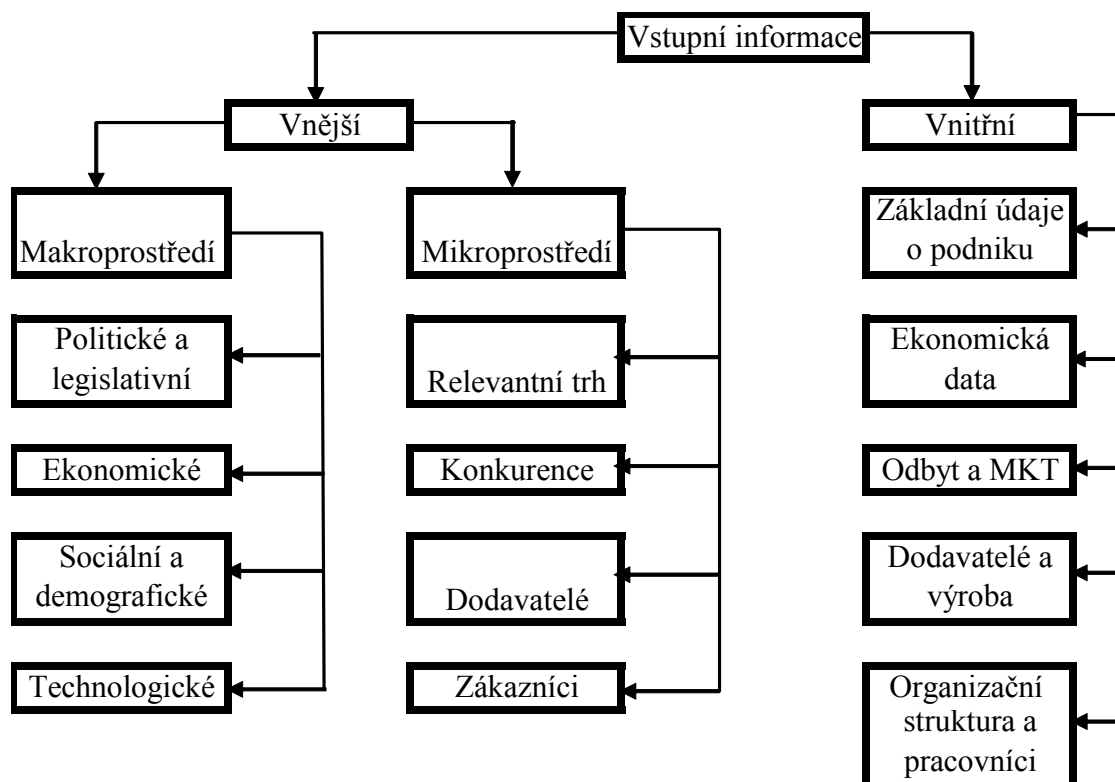 Vstupní informace
Vnější
Vnitřní
Makroprostředí
Mikroprostředí
Základní údaje
o podniku
Politické a
legislativní
Relevantní trh
Ekonomická
data
Ekonomické
Konkurence
Odbyt a MKT
Sociální a
demografické
Dodavatelé
Dodavatelé a
výroba
Technologické
Zákazníci
Organizační
struktura a
pracovníci